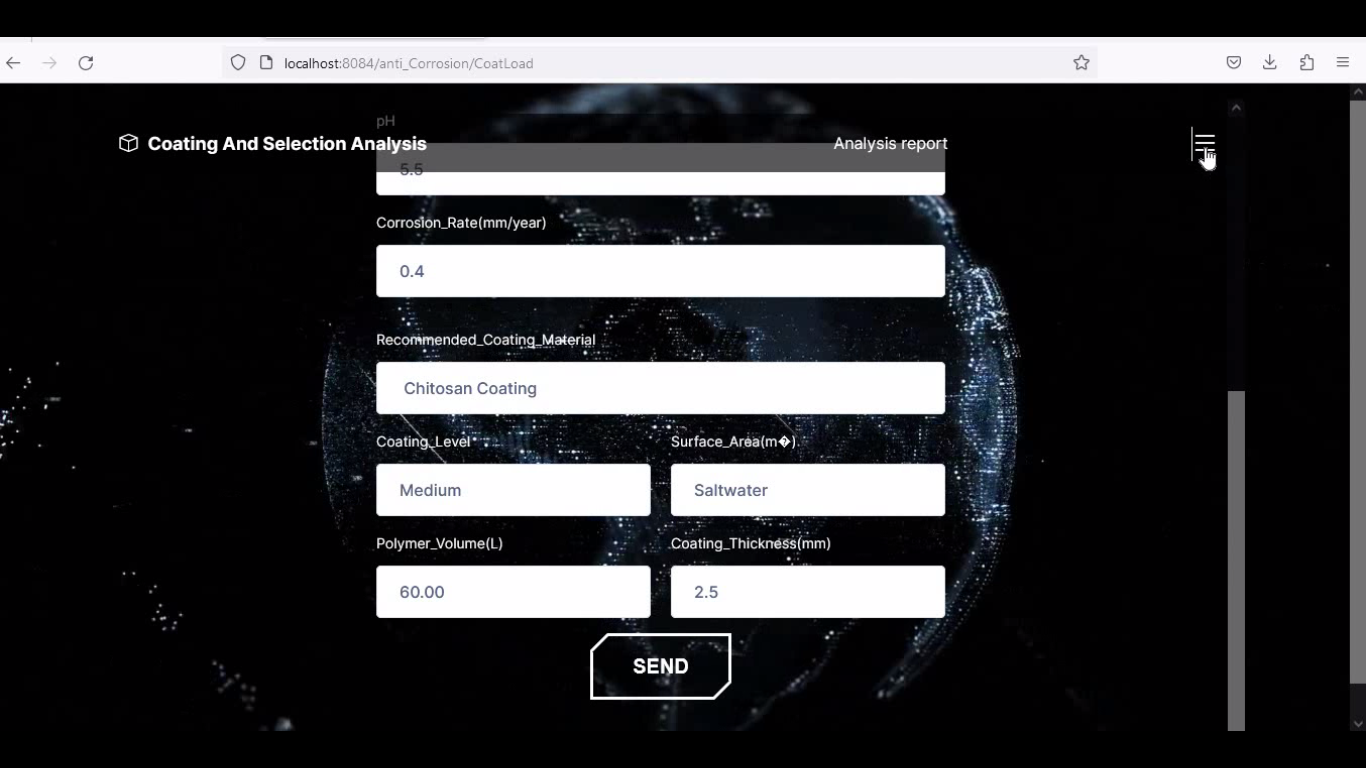 localhost:8084/anti_Corrosion/CoatLoad
pH
Coating And Selection Analysis
Analysis report
5.5
Corrosion_Rate(mm/year)
0.4
Recommended_Coating_Material
Chitosan Coating
Coating_Level
Surface_Area(m�)
Medium
Saltwater
Polymer_Volume(L)
Coating_Thickness(mm)
60.00
2.5
SEND